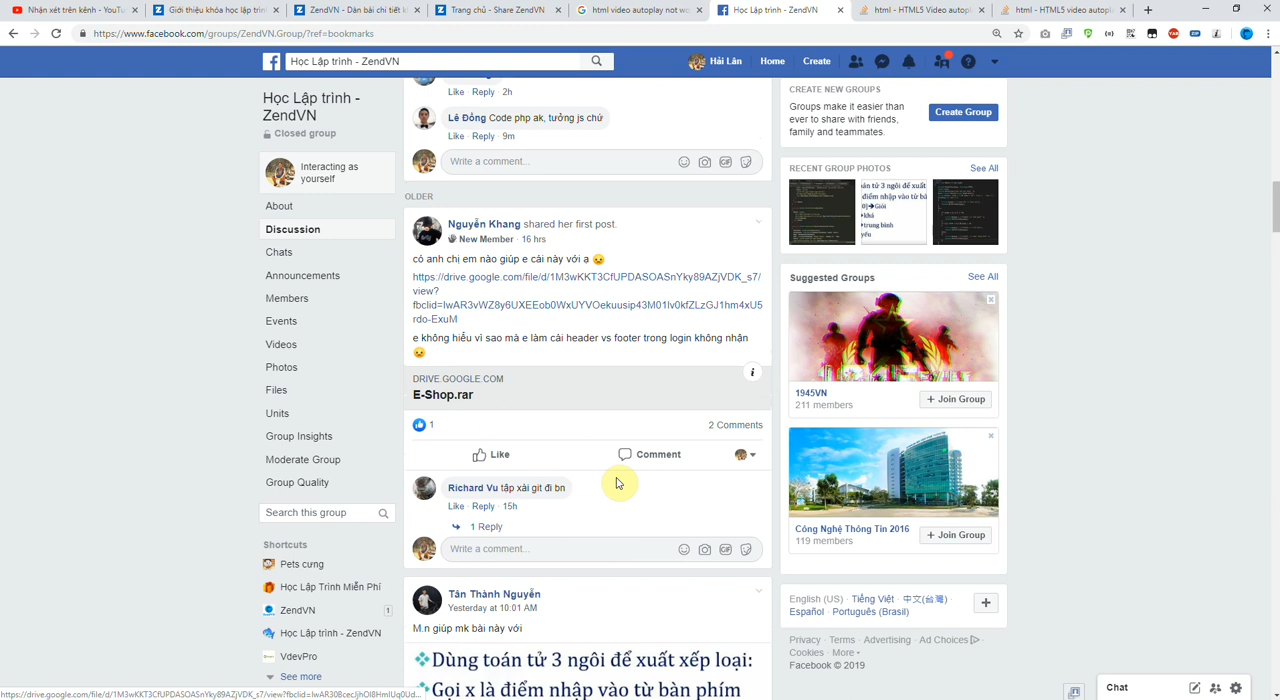 Nhận xét trên kênh - YouTu
Giới thiệu khóa học lập trình
ZendVN - Dàn bài chi tiết k
Trang chủ - Share ZendVN
html video autoplay not wo
Học Lập trình - ZendVN
html - HTML5 Video autopl
html - HTML5 video autopla
https://www.facebook.com/groups/ZendVN.Group/?ref=bookmarks
Học Lập trình - ZendVN
Hải Lân
Home
Create
Học Lập trình -
ZendVN
Closed group
Interacting as
yourself
About
Discussion
Chats
Announcements
Members
Events
Videos
Photos
Files
Units
Group Insights
Moderate Group
Group Quality
Search this group
Shortcuts
Pets cung
Học Lập Trình Miễn Phí
ZendVN 1
Học Lập trình - ZendVN
VdevPro
See more
Like · Reply · 2h
Lê Đồng Code php ak, tưởng js chứ
Like · Reply · 9m
Write a comment...
OLDER
Nguyễn Khang shared her first post.
New Member · 16 hrs
có anh chị em nào giúp e cái này với ạ
https://drive.google.com/file/d/1M3wKKT3CfUPDASOASnYky89AZjVDK_s7/
view?
fbclid=IwAR3vWZ8y6UXEEob0WxUYVOekuusip43M01Iv0kfZLzGJ1hm4xU5
rdo-ExuM
e không hiểu vì sao mà e làm cái header vs footer trong login không nhận
DRIVE.GOOGLE.COM
E-Shop.rar
1
2 Comments
Like
Comment
Richard Vu tập xài git đi bn
Like · Reply · 15h
1 Reply
Write a comment...
Tân Thành Nguyễn
Yesterday at 10:01 AM
M.n giúp mk bài này với
Dùng toán tử 3 ngôi để xuất xếp loại:
Gọi x là điểm nhập vào từ bàn phím
CREATE NEW GROUPS
Groups make it easier than
ever to share with friends,
family and teammates.
Create Group
RECENT GROUP PHOTOS
See All
Suggested Groups
See All
1945VN
211 members
+ Join Group
Công Nghệ Thông Tin 2016
119 members
+ Join Group
English (US) · Tiếng Việt · 中文(台灣) ·
Español · Português (Brasil)
Privacy · Terms · Advertising · Ad Choices ·
Cookies · More
Facebook © 2019
Chat